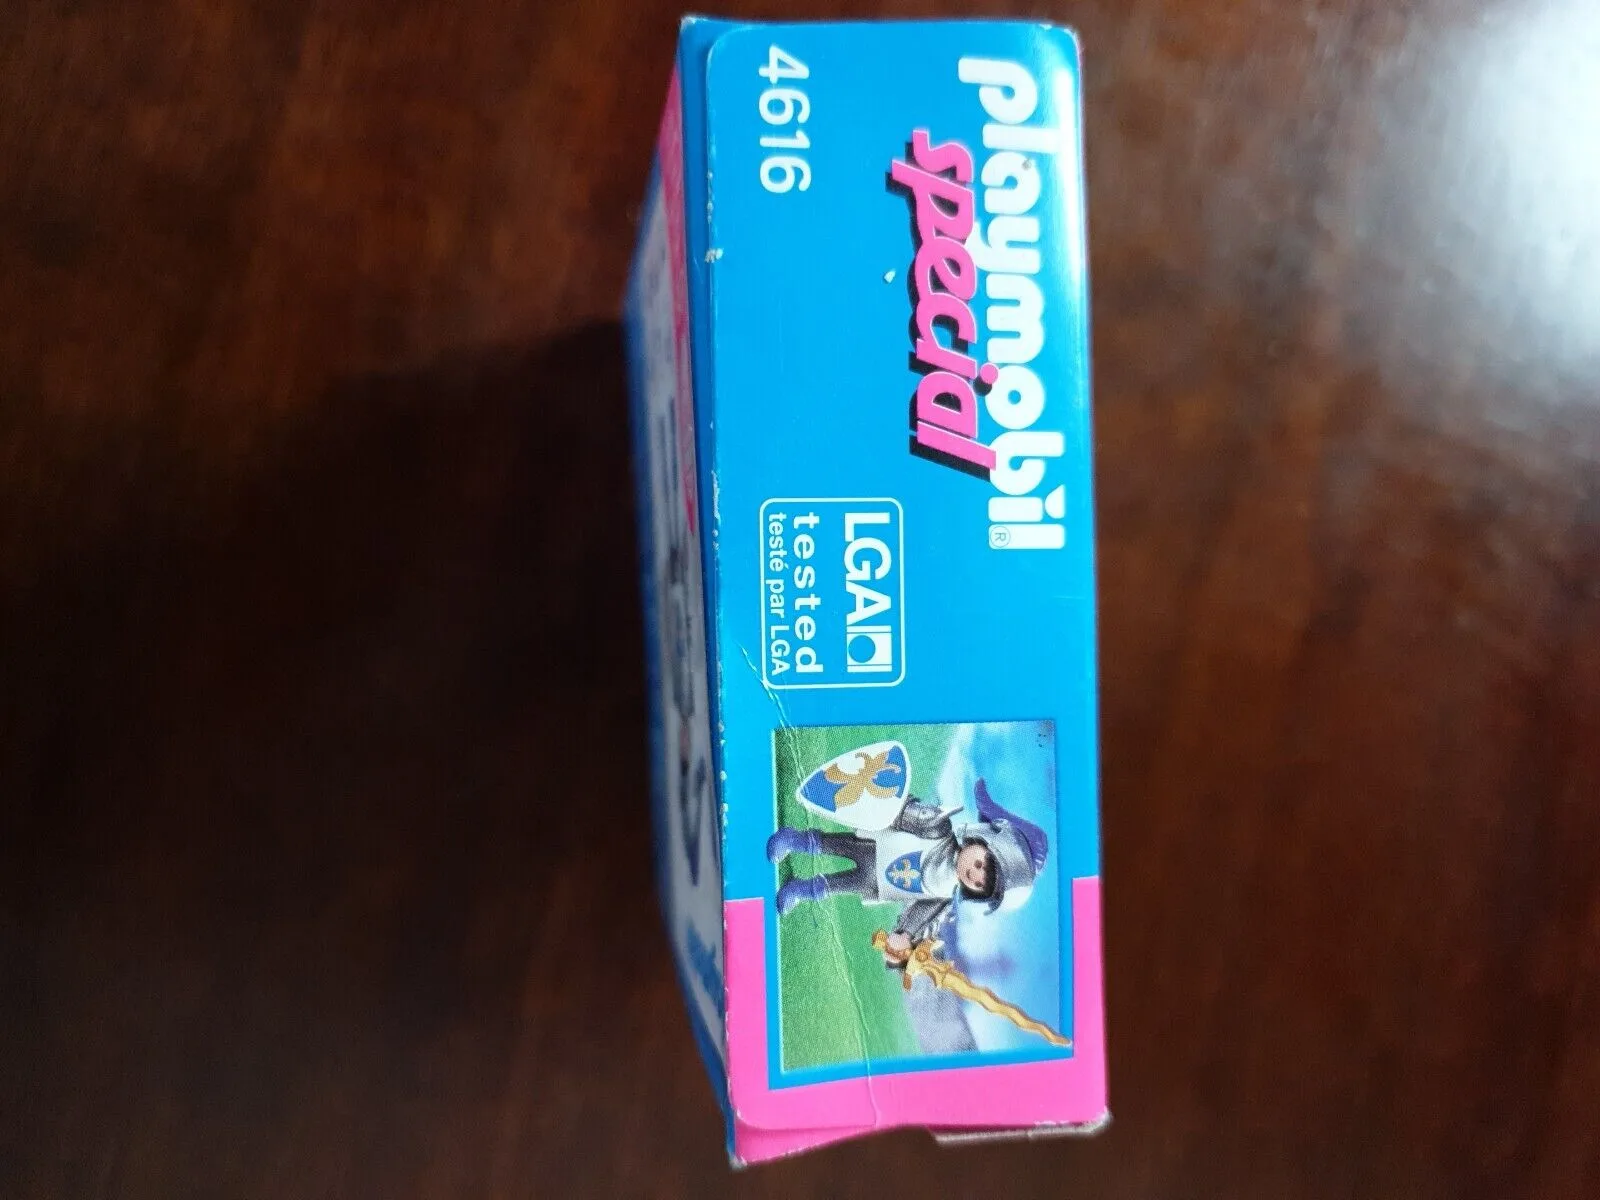 playmobil®
special
4616
LGA
tested
testé par LGA